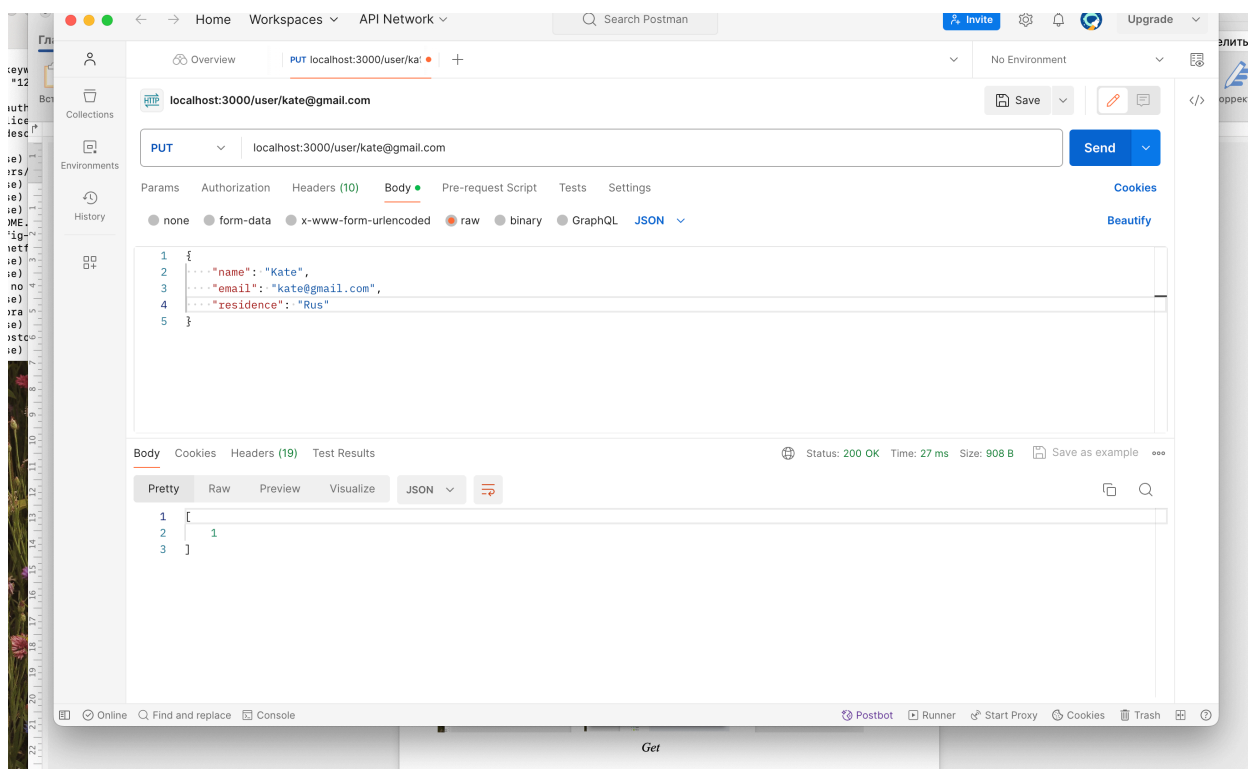 Home Workspaces API Network Search Postman Invite Upgrade
Overview PUT localhost:3000/user/ka No Environment
HTTP localhost:3000/user/kate@gmail.com Save
PUT localhost:3000/user/kate@gmail.com Send
Params Authorization Headers (10) Body Pre-request Script Tests Settings Cookies
none form-data x-www-form-urlencoded raw binary GraphQL JSON Beautify
Collections
Environments
History
1 {
2 "name": "Kate",
3 "email": "kate@gmail.com",
4 "residence": "Rus"
5 }
Body Cookies Headers (19) Test Results Status: 200 OK Time: 27 ms Size: 908 B Save as example
Pretty Raw Preview Visualize JSON
1 [
2 1
3 ]
Online Find and replace Console Postbot Runner Start Proxy Cookies Trash
Get